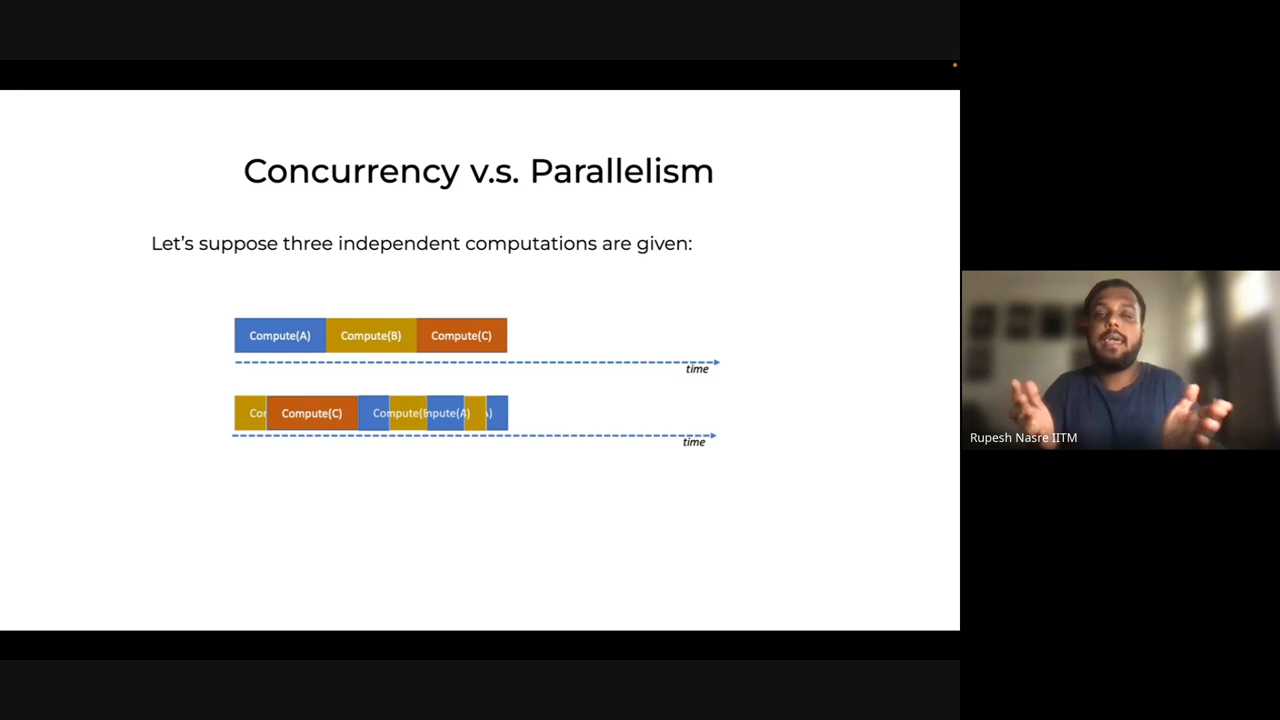 Concurrency v.s. Parallelism
Let's suppose three independent computations are given:
Compute(A) Compute(B) Compute(C)
time
Compute(C)
time
Rupesh Nasre IITM